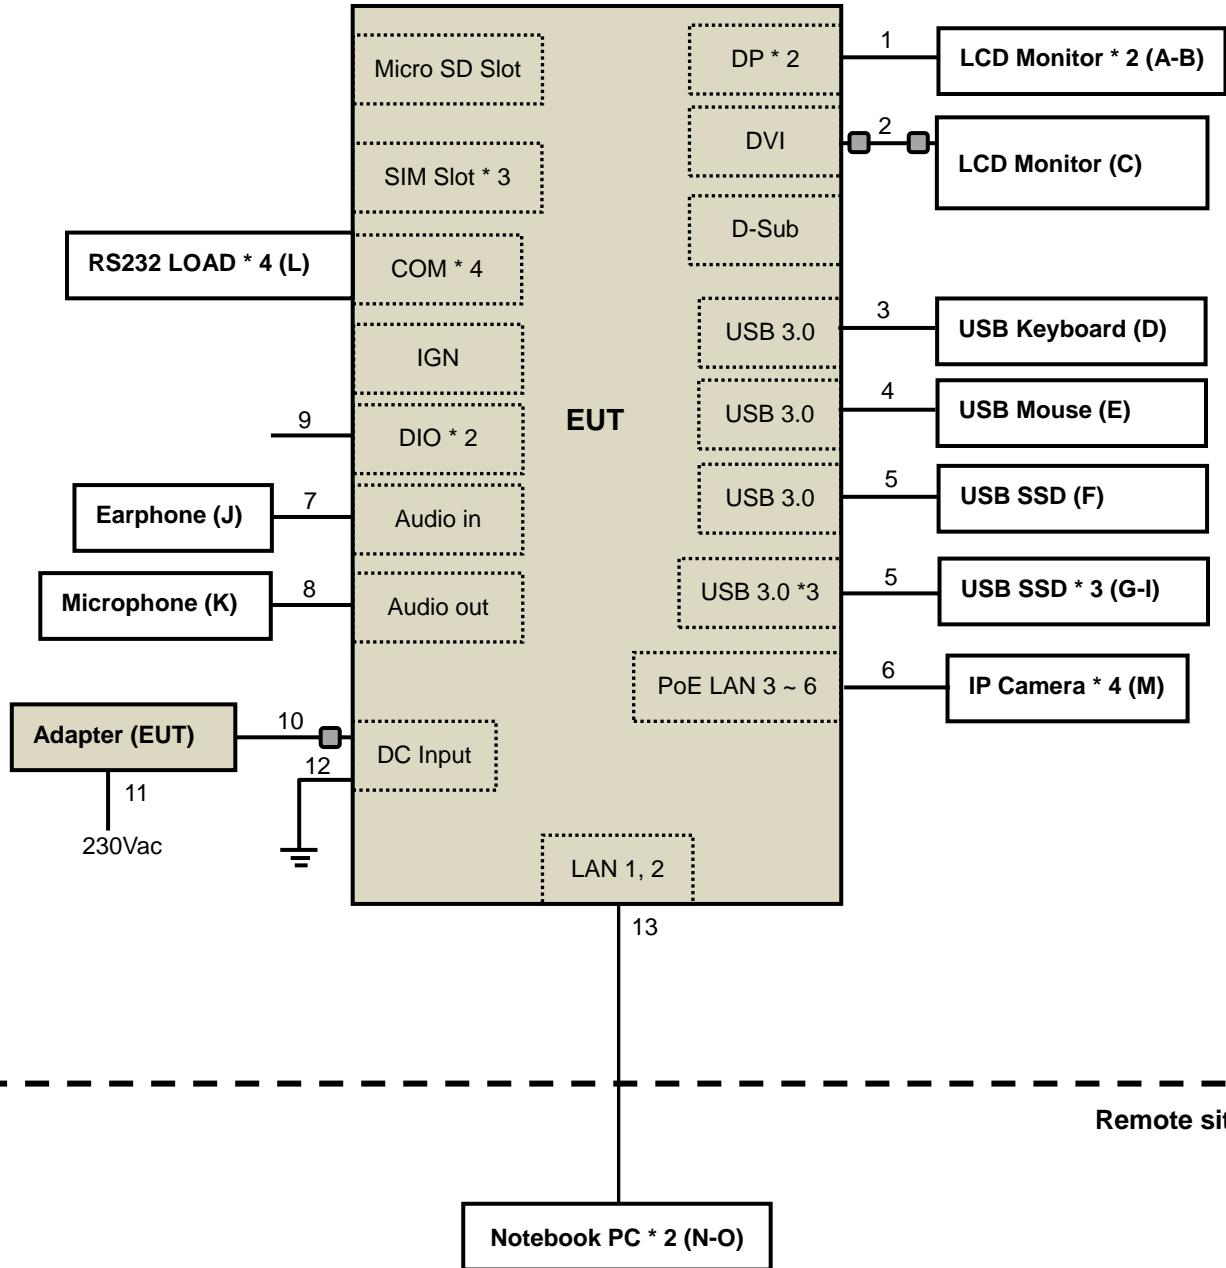 DP * 2
1
LCD Monitor * 2 (A-B)
Micro SD Slot
DVI
2
LCD Monitor (C)
SIM Slot * 3
D-Sub
RS232 LOAD * 4 (L)
COM * 4
USB 3.0
3
USB Keyboard (D)
IGN
USB 3.0
4
USB Mouse (E)
EUT
9
DIO * 2
USB 3.0
5
USB SSD (F)
Earphone (J)
7
Audio in
USB 3.0 *3
5
USB SSD * 3 (G-I)
Microphone (K)
8
Audio out
PoE LAN 3 ~ 6
6
IP Camera * 4 (M)
Adapter (EUT)
10
12
DC Input
11
230Vac
LAN 1, 2
13
Remote sit
Notebook PC * 2 (N-O)